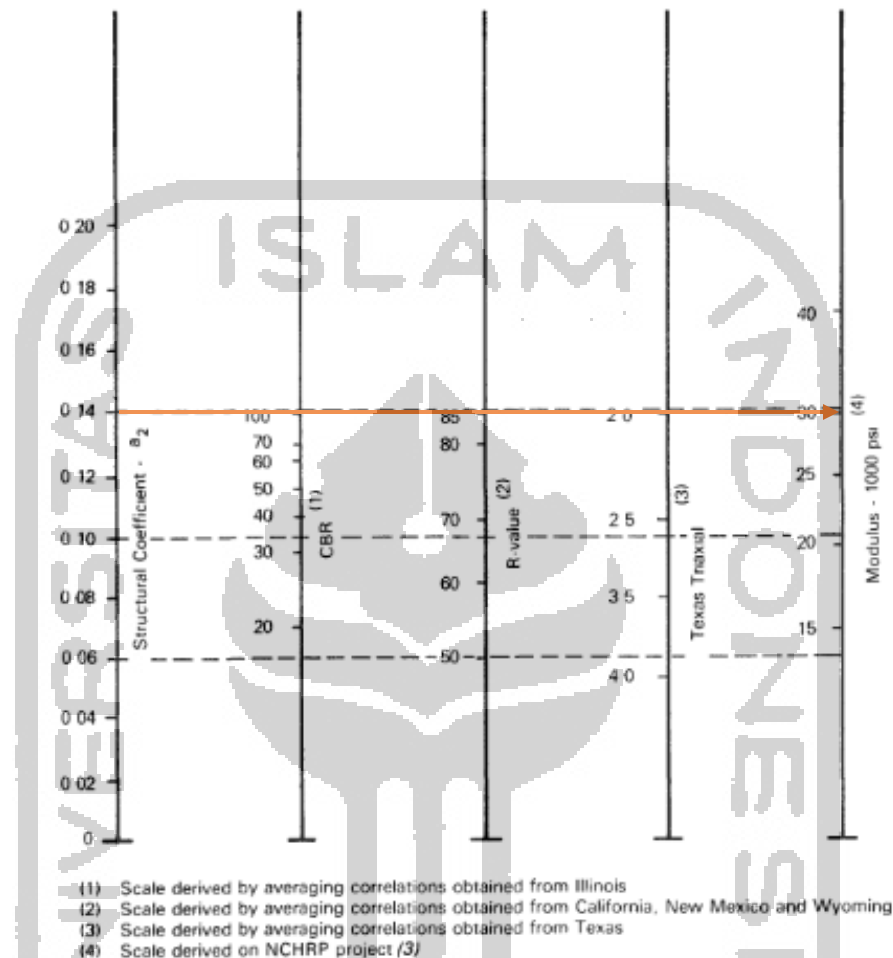 ISLAM
UNIVERSITAS
INDONESIA
0 20
0 18
0 16
0 14
0 12
0 10
0 08
0 06
0 04
0 02
0
Structural Coefficient - a2
100
70
60
50
40
30
20
CBR (1)
85
80
70
60
50
R-value (2)
2 0
2 5
3 5
4 0
Texas Triaxial (3)
40
30
25
20
15
Modulus - 1000 psi
(4)
(1) Scale derived by averaging correlations obtained from Illinois
(2) Scale derived by averaging correlations obtained from California, New Mexico and Wyoming
(3) Scale derived by averaging correlations obtained from Texas
(4) Scale derived on NCHRP project (3)